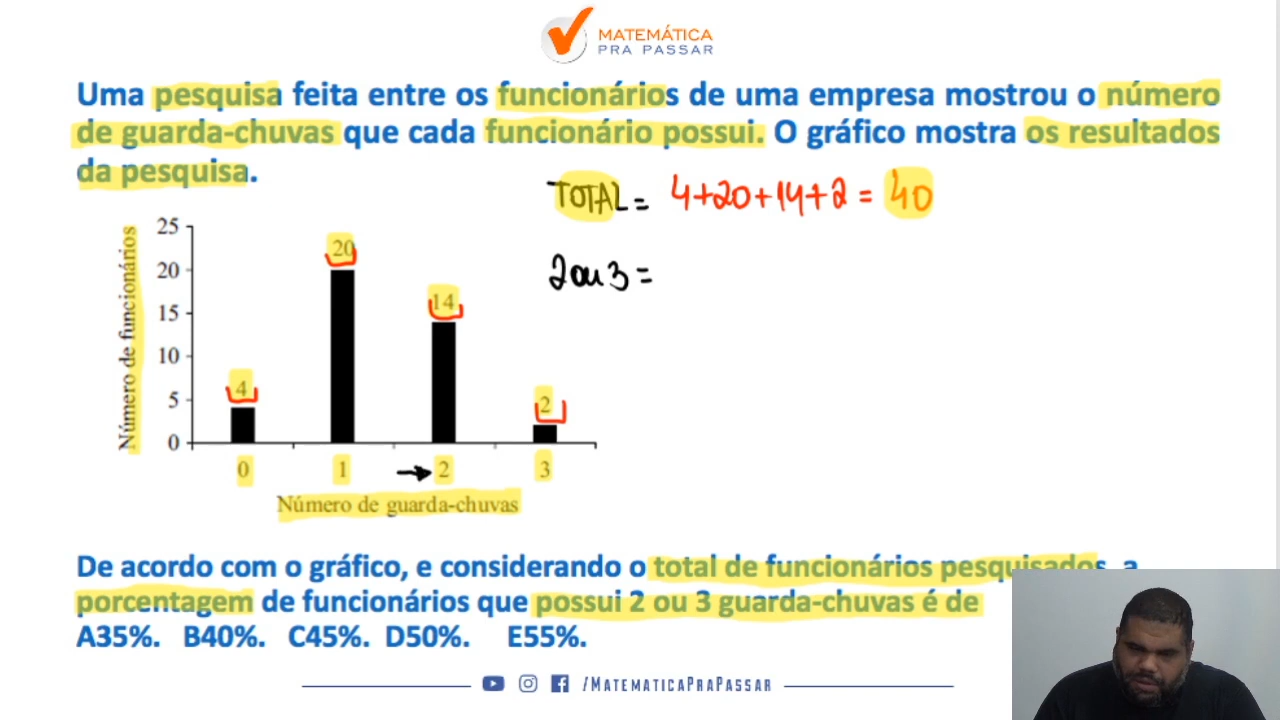 MATEMÁTICA
PRA PASSAR
Uma pesquisa feita entre os funcionários de uma empresa mostrou o número
de guarda-chuvas que cada funcionário possui. O gráfico mostra os resultados
da pesquisa.
TOTAL = 4+20+14+2 = 40
2 ou 3 =
Número de funcionários
25
20
15
10
5
0
4
20
14
2
0 1 2 3
Número de guarda-chuvas
De acordo com o gráfico, e considerando o total de funcionários pesquisados, a
porcentagem de funcionários que possui 2 ou 3 guarda-chuvas é de
A35%. B40%. C45%. D50%. E55%.
/MATEMATICAPRAPASSAR